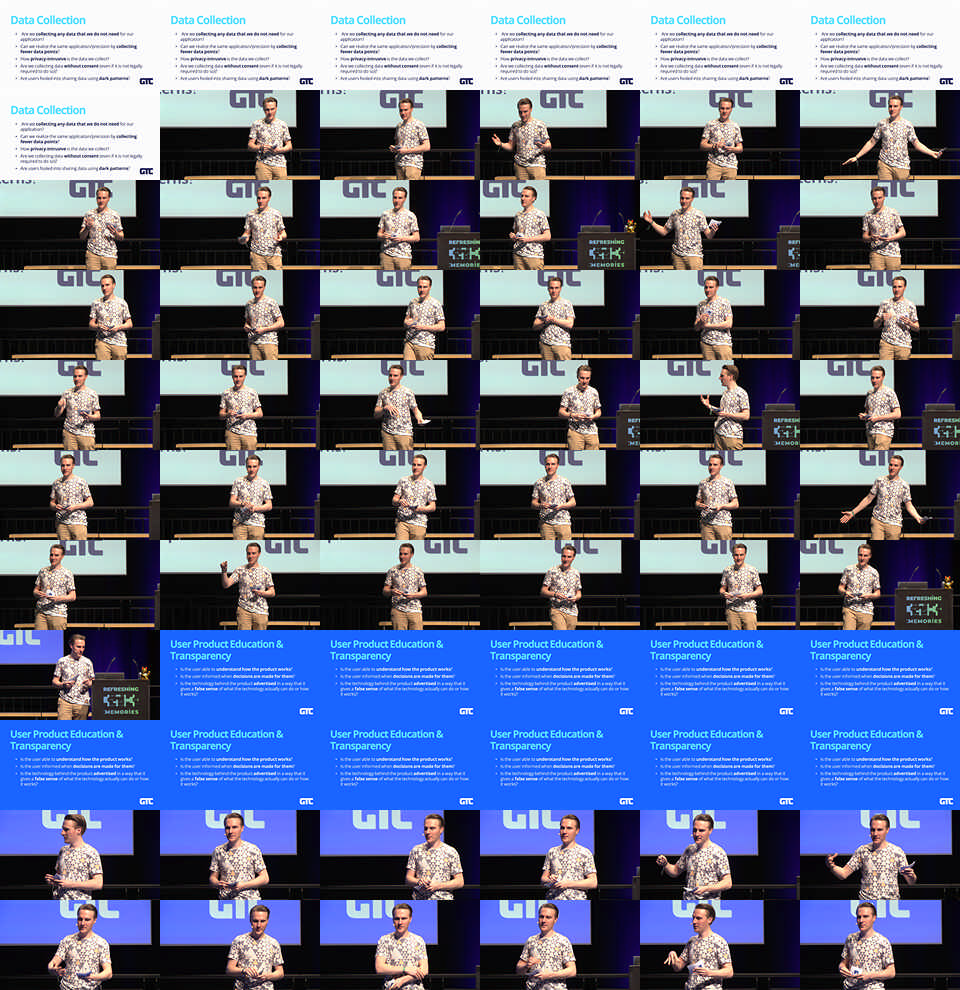 Data Collection
Are we collecting any data that we do not need for our
application?
Can we realize the same application/precision by collecting
fewer data points?
How privacy-intrusive is the data we collect?
Are we collecting data without consent (even if it is not legally
required to do so)?
Are users fooled into sharing data using dark patterns?
GTC
REFRESHING
MEMORIES
User Product Education &
Transparency
Is the user able to understand how the product works?
Is the user informed when decisions are made for them?
Is the technology behind the product advertised in a way that it
gives a false sense of what the technology actually can do or how
it works?
GTC